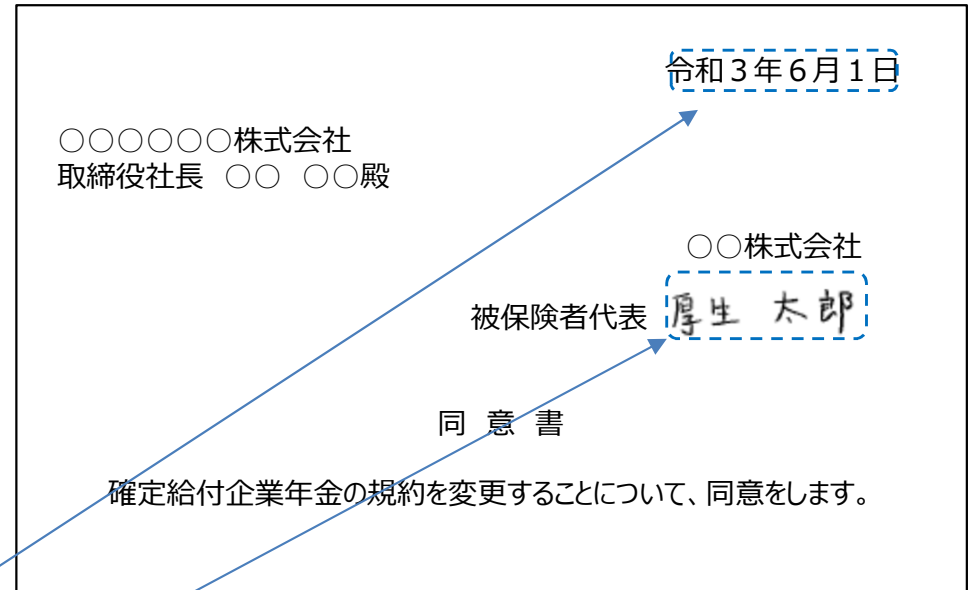 令和３年６月１日
○○○○○○株式会社
取締役社長　○○　○○殿
○○株式会社
被保険者代表 厚生　太郎
同　意　書
確定給付企業年金の規約を変更することについて、同意をします。